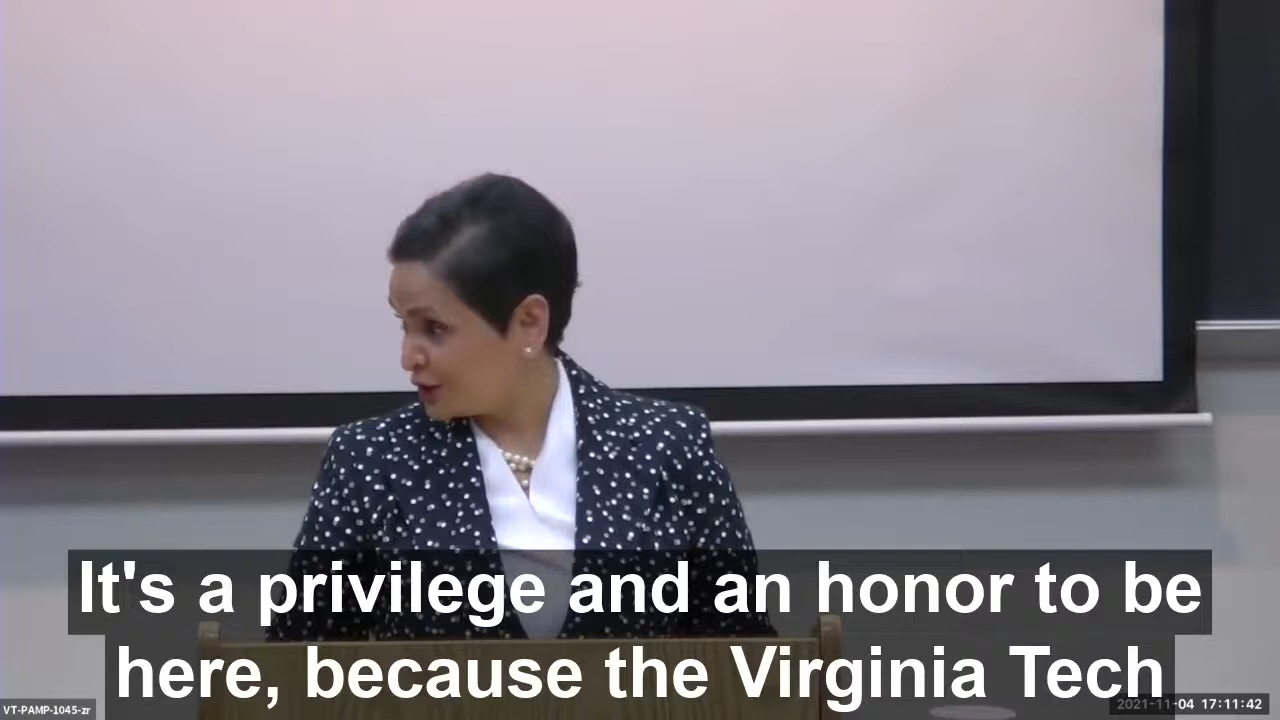 It's a privilege and an honor to be
here, because the Virginia Tech
VT-PAMP-1045-zr
2021-11-04 17:11:42